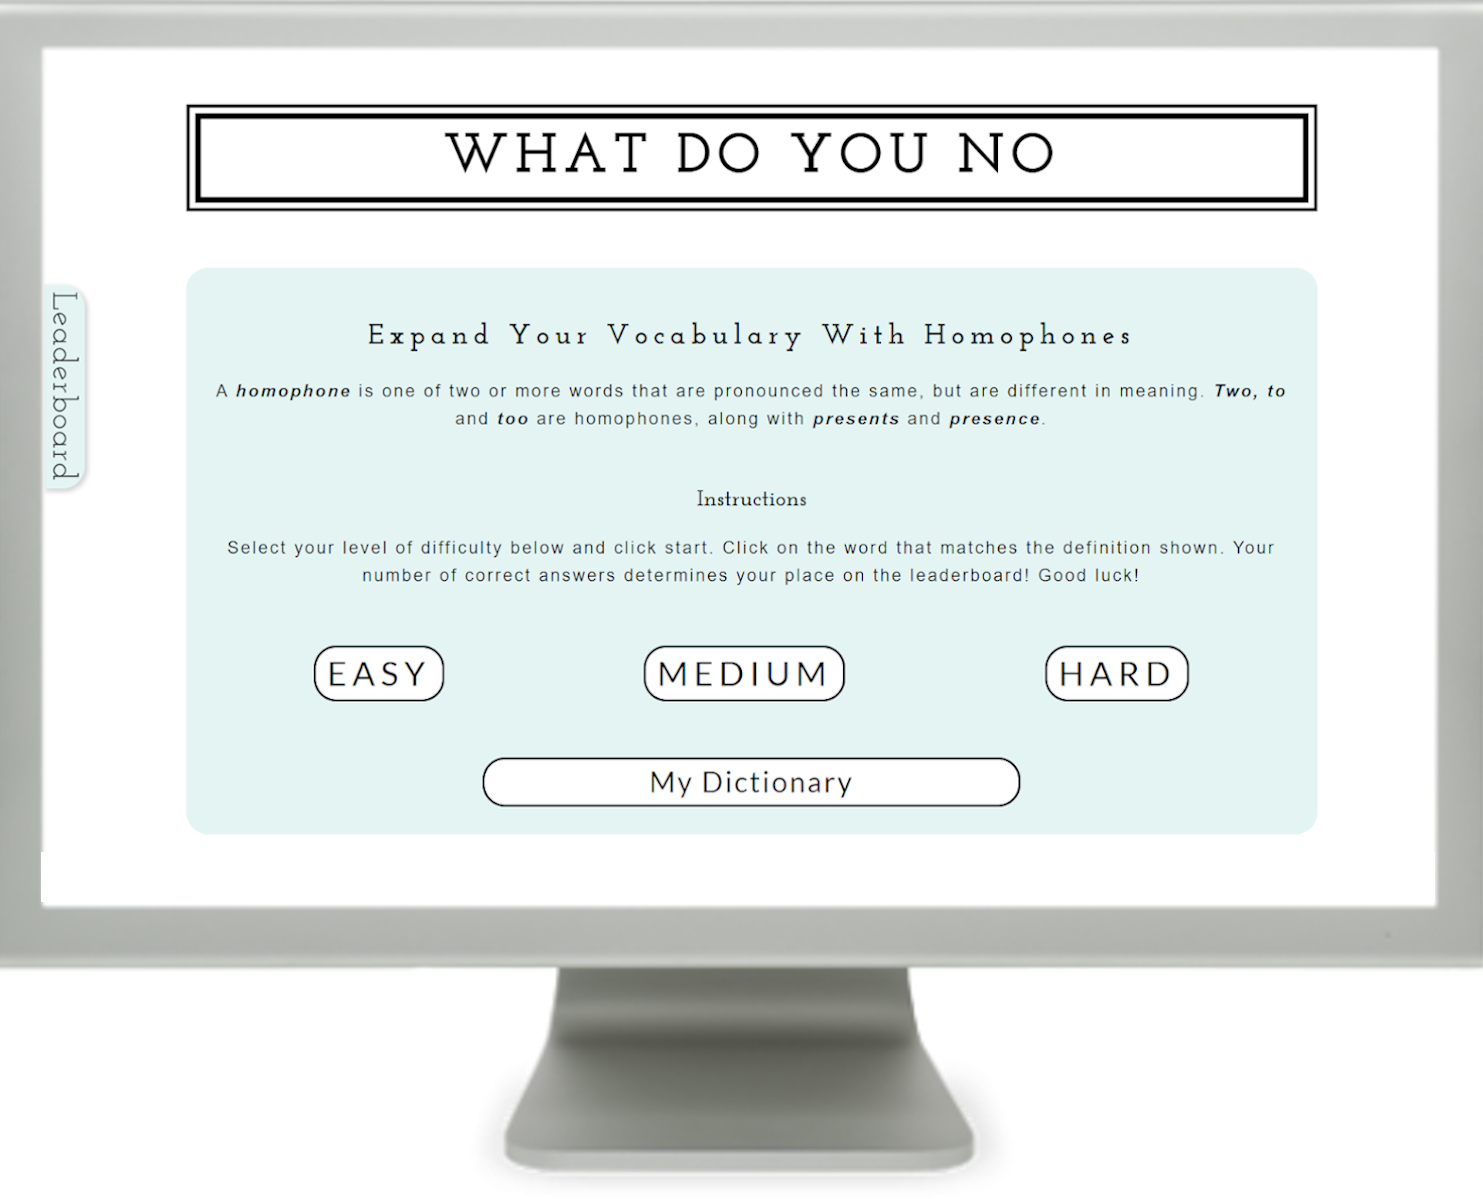 WHAT DO YOU NO
Leaderboard
Expand Your Vocabulary With Homophones
A homophone is one of two or more words that are pronounced the same, but are different in meaning. Two, to
and too are homophones, along with presents and presence.
Instructions
Select your level of difficulty below and click start. Click on the word that matches the definition shown. Your
number of correct answers determines your place on the leaderboard! Good luck!
EASY MEDIUM HARD
My Dictionary